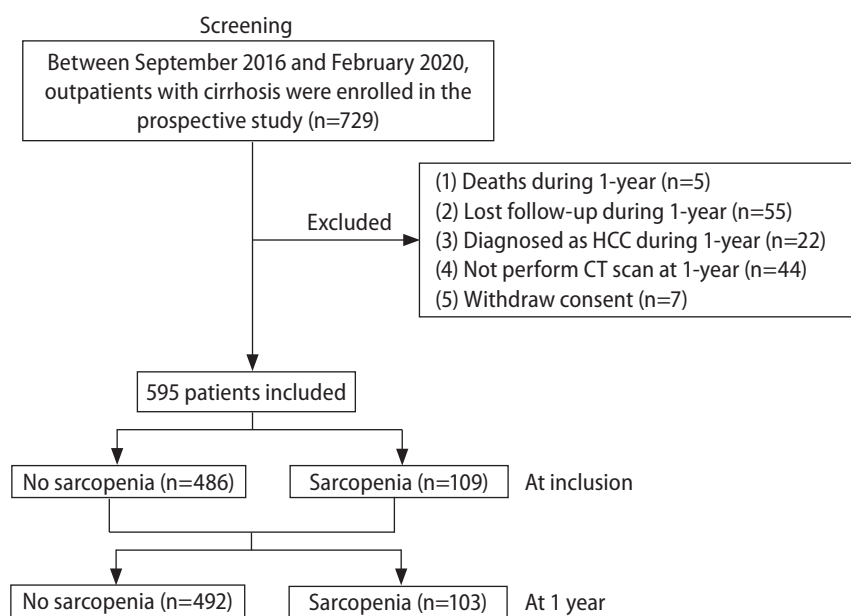 Screening
Between September 2016 and February 2020,
outpatients with cirrhosis were enrolled in the
prospective study (n=729)
Excluded
(1) Deaths during 1-year (n=5)
(2) Lost follow-up during 1-year (n=55)
(3) Diagnosed as HCC during 1-year (n=22)
(4) Not perform CT scan at 1-year (n=44)
(5) Withdraw consent (n=7)
595 patients included
No sarcopenia (n=486) Sarcopenia (n=109) At inclusion
No sarcopenia (n=492) Sarcopenia (n=103) At 1 year